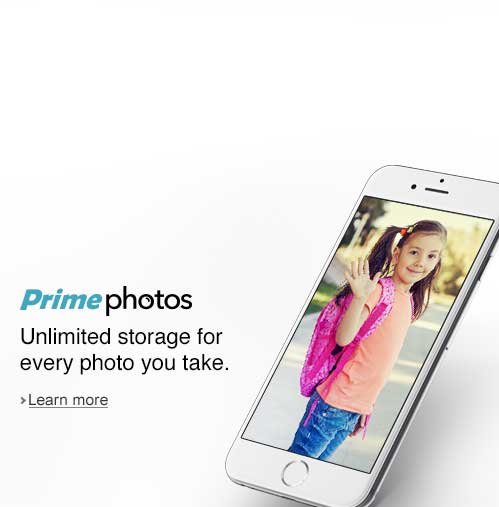 Prime photos
Unlimited storage for
every photo you take.
›Learn more